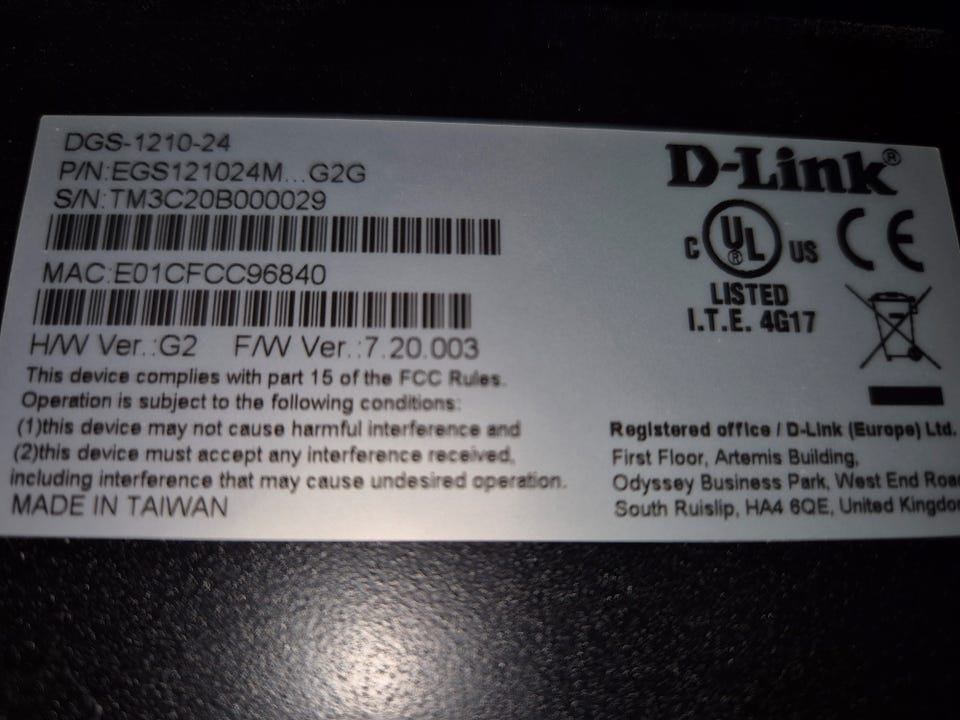 DGS-1210-24
P/N:EGS121024M...G2G
S/N:TM3C20B000029
MAC:E01CFCC96840
H/W Ver.:G2 F/W Ver.:7.20.003
This device complies with part 15 of the FCC Rules.
Operation is subject to the following conditions:
(1)this device may not cause harmful interference and
(2)this device must accept any interference received,
including interference that may cause undesired operation.
MADE IN TAIWAN
D-Link®
C UL® US CE
LISTED
I.T.E. 4G17
Registered office / D-Link (Europe) Ltd.
First Floor, Artemis Building,
Odyssey Business Park, West End Roa
South Ruislip, HA4 6QE, United Kingdo